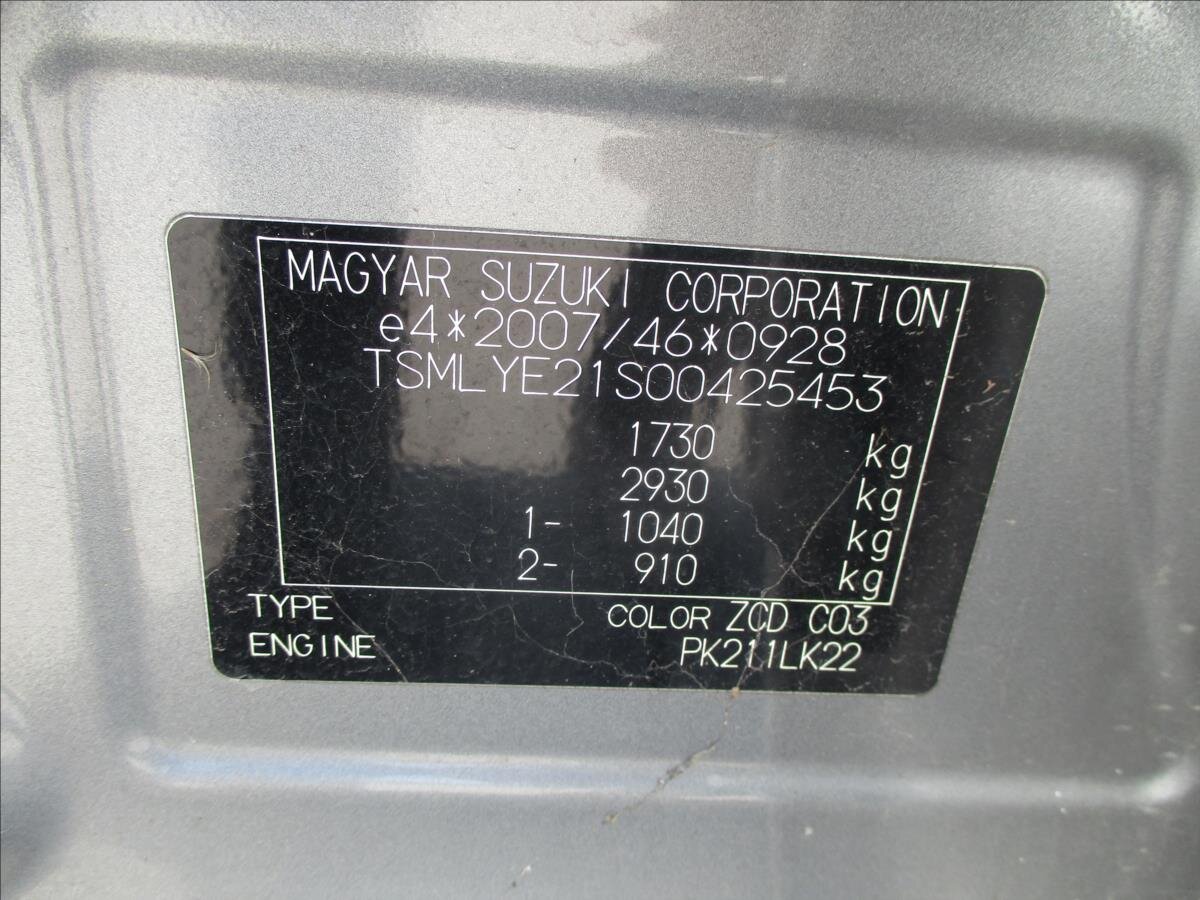 MAGYAR SUZUKI CORPORATION
e4*2007/46*0928
TSMLYE21S00425453
1730 kg
2930 kg
1- 1040 kg
2- 910 kg
TYPE COLOR ZCD C03
ENGINE PK211LK22